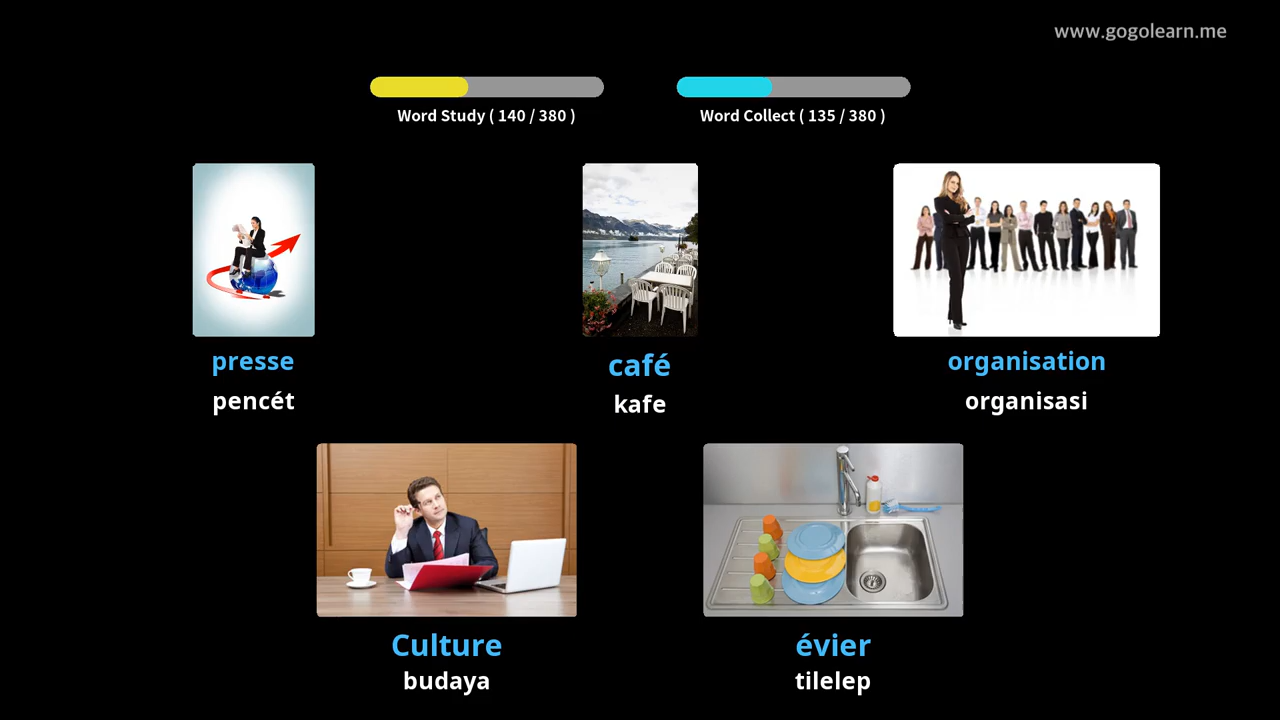 www.gogolearn.me
Word Study ( 140 / 380 )
Word Collect ( 135 / 380 )
presse
pencét
café
kafe
organisation
organisasi
Culture
budaya
évier
tilelep